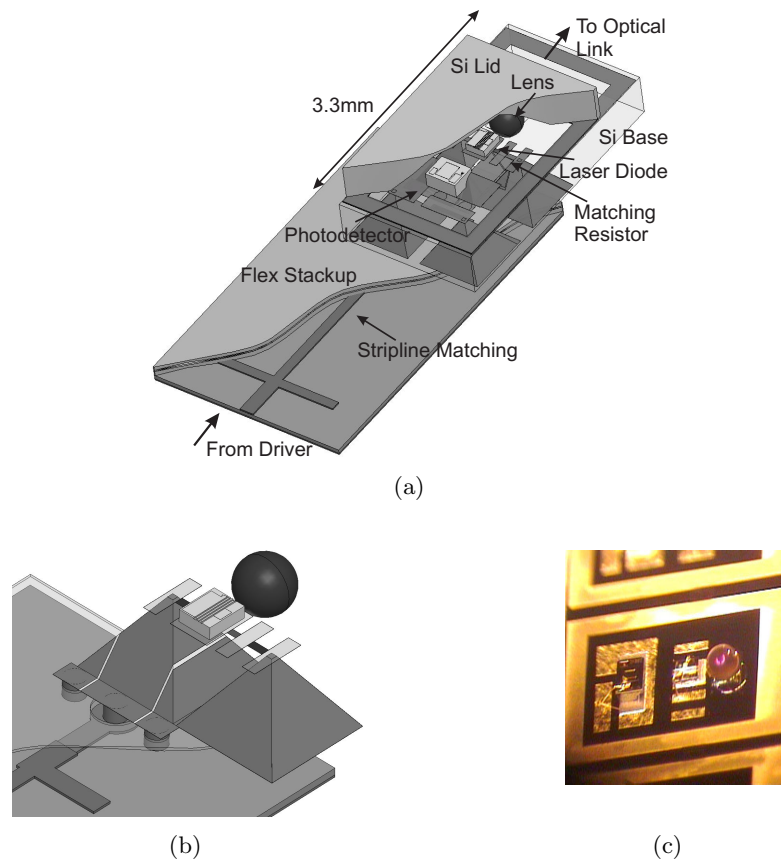 To Optical
Link
Si Lid
Lens
3.3mm
Si Base
Laser Diode
Matching
Resistor
Photodetector
Flex Stackup
Stripline Matching
From Driver
(a)
(b)
(c)